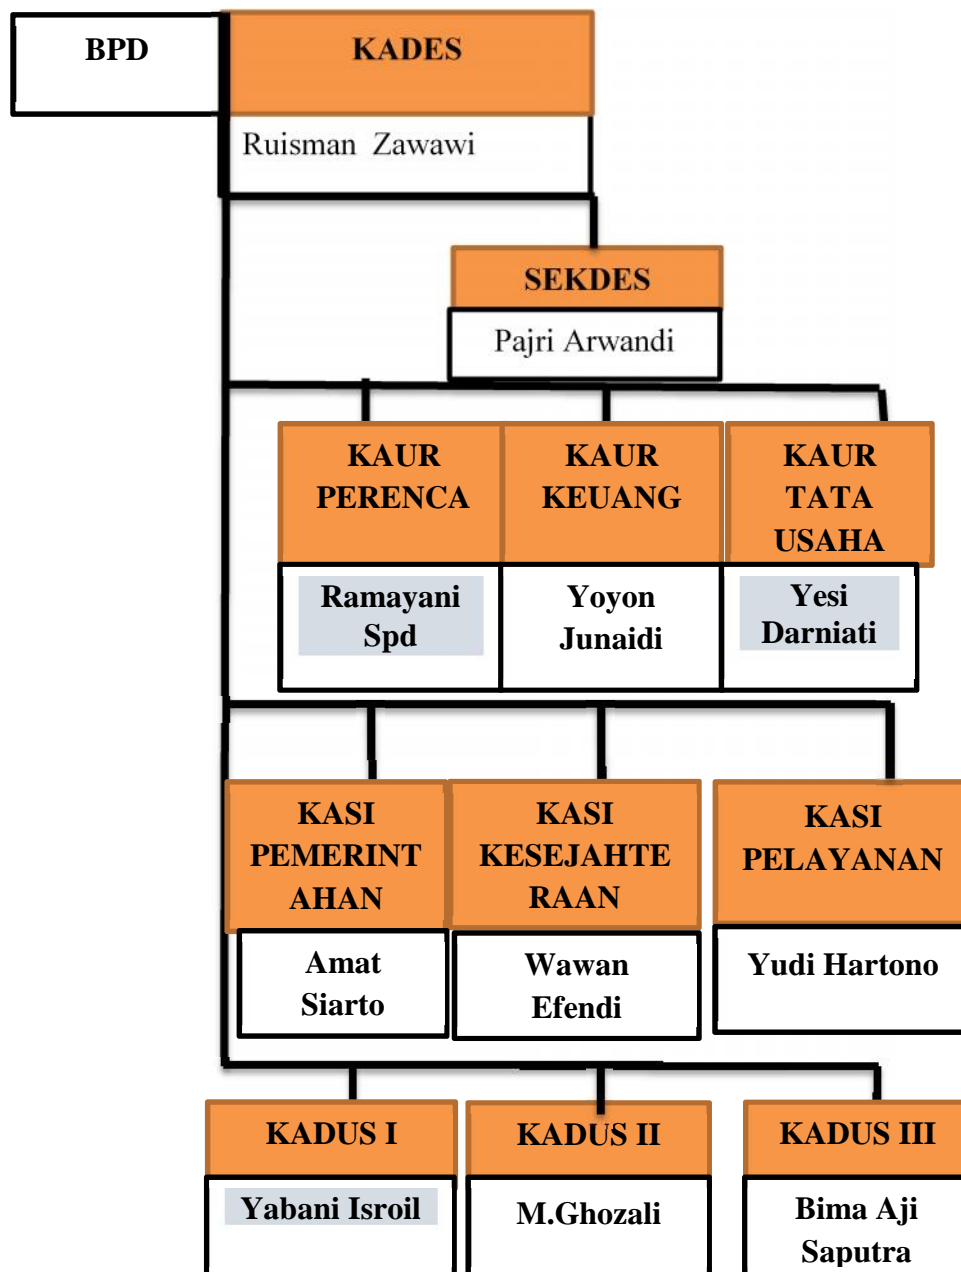 BPD
KADES
Ruisman Zawawi
SEKDES
Pajri Arwandi
KAUR
PERENCA
KAUR
KEUANG
KAUR
TATA
USAHA
Ramayani
Spd
Yoyon
Junaidi
Yesi
Darniati
KASI
PEMERINT
AHAN
KASI
KESEJAHTE
RAAN
KASI
PELAYANAN
Amat
Siarto
Wawan
Efendi
Yudi Hartono
KADUS I
KADUS II
KADUS III
Yabani Isroil
M.Ghozali
Bima Aji
Saputra